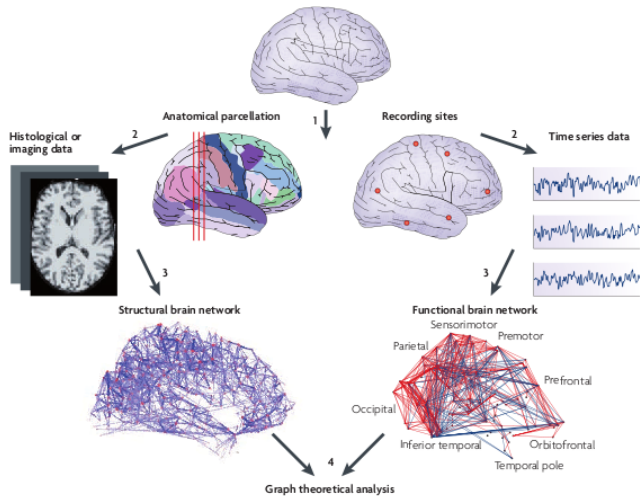 Anatomical parcellation
1
Recording sites
Histological or
imaging data
2
2
Time series data
3
3
Structural brain network
Functional brain network
Sensorimotor
Premotor
Parietal
Prefrontal
Occipital
Inferior temporal
Orbitofrontal
Temporal pole
4
Graph theoretical analysis